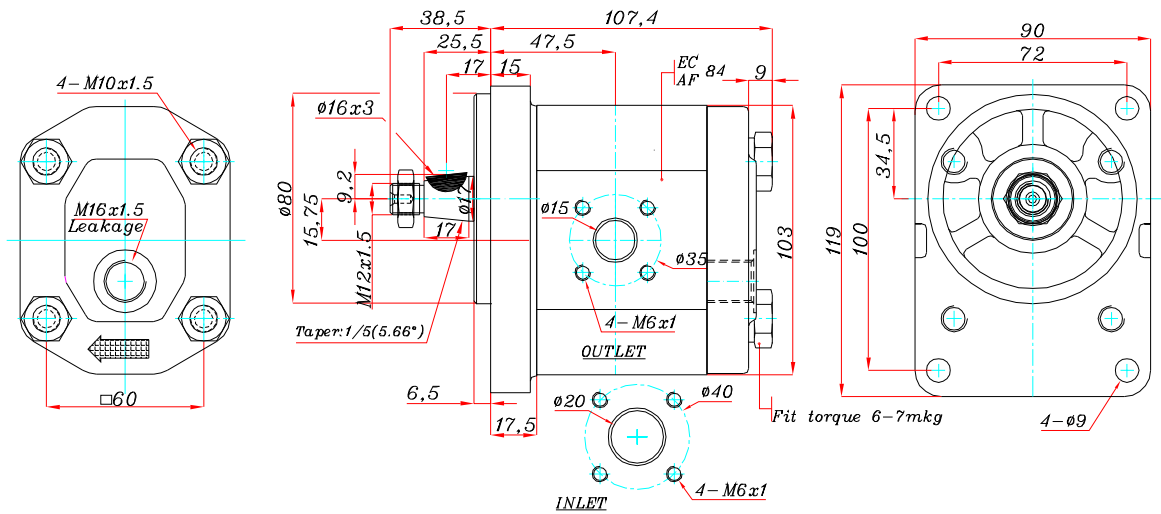 4-M10x1.5
M16x1.5
Leakage
□60
38,5
107,4
25,5
47,5
17
15
EC
AF 84
9
ø16x3
ø80
9,2
15,75
17
ø17
M12x1.5
Taper:1/5(5.66°)
6,5
17,5
ø15
ø35
4-M6x1
OUTLET
103
ø20
ø40
4-M6x1
INLET
Fit torque 6-7mkg
90
72
119
100
34,5
4-ø9